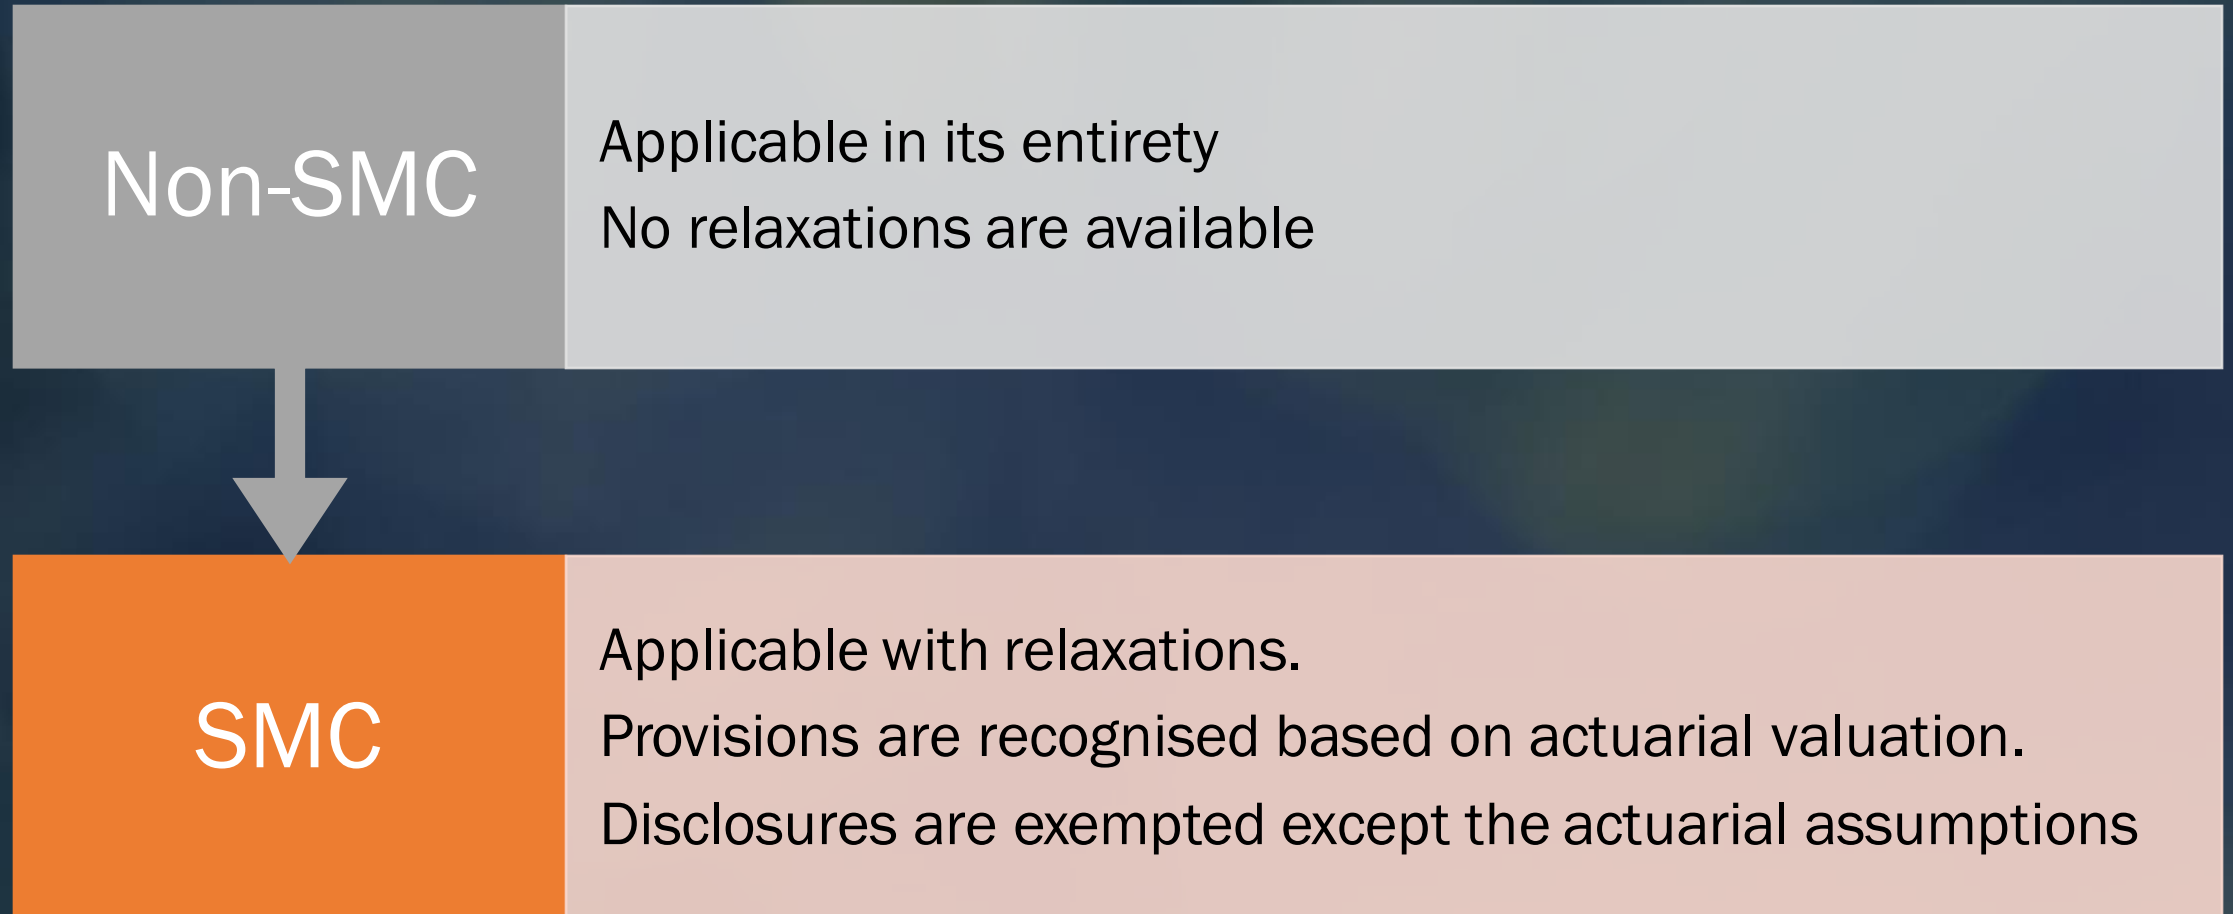 Non-SMC
Applicable in its entirety
No relaxations are available
SMC
Applicable with relaxations.
Provisions are recognised based on actuarial valuation.
Disclosures are exempted except the actuarial assumptions